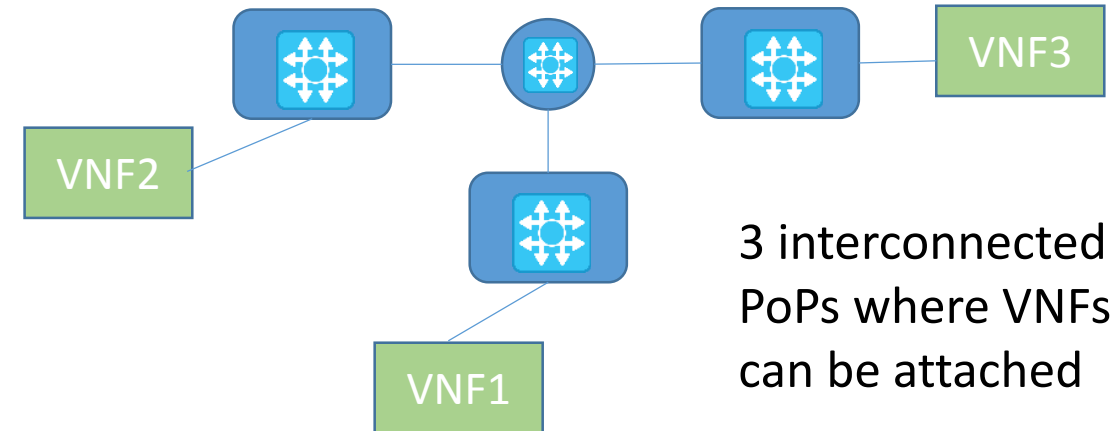 VNF3
VNF2
3 interconnected
PoPs where VNFs
can be attached
VNF1